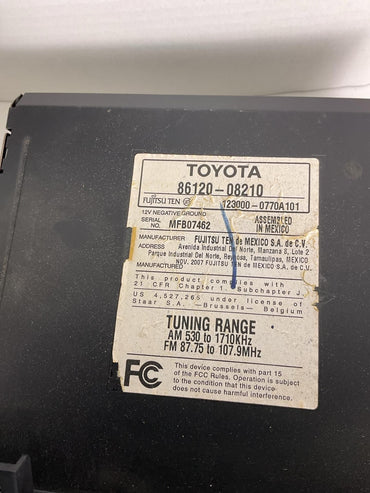 TOYOTA
86120-08210
FUJITSU TEN 123000-0770A101
12V NEGATIVE GROUND ASSEMBLED
SERIAL NO. MFB07462 IN MEXICO
MANUFACTURER FUJITSU TEN de MEXICO S.A. de C.V.
ADDRESS Avenida Industrial Del Norte, Manzana 8, Lote 2
Parque Industrial Del Norte, Reynosa, Tamaulipas, MEXICO
NOV. 2007 FUJITSU TEN de MEXICO S.A. de C.V.
MANUFACTURED
This product complies with
21 CFR Chapter 1 Subchapter J.
US 4,527,265 under license of
Staar S.A. -Brussels- Belgium
TUNING RANGE
AM 530 to 1710KHz
FM 87.75 to 107.9MHz
FC
This device complies with part 15
of the FCC Rules. Operation is subject
to the condition that this device does
not cause harmful interference.